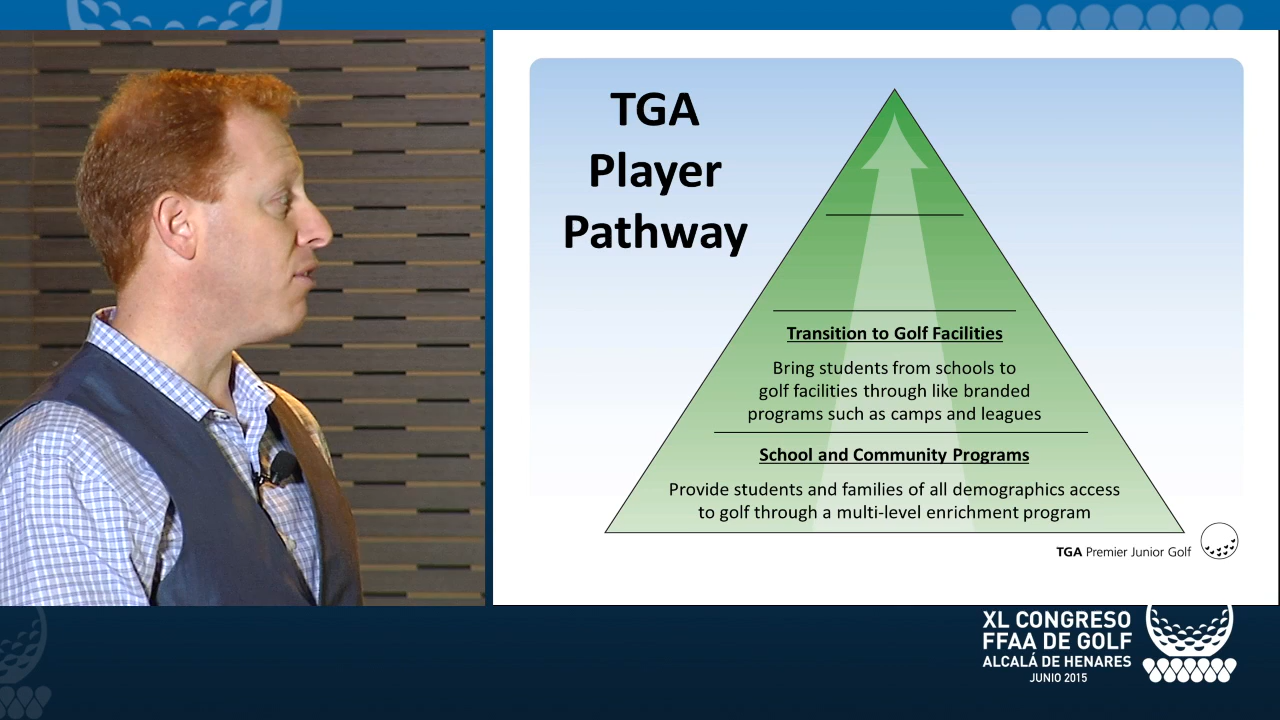 TGA
Player
Pathway
Transition to Golf Facilities
Bring students from schools to
golf facilities through like branded
programs such as camps and leagues
School and Community Programs
Provide students and families of all demographics access
to golf through a multi-level enrichment program
TGA Premier Junior Golf
XL CONGRESO
FFAA DE GOLF
ALCALÁ DE HENARES
JUNIO 2015